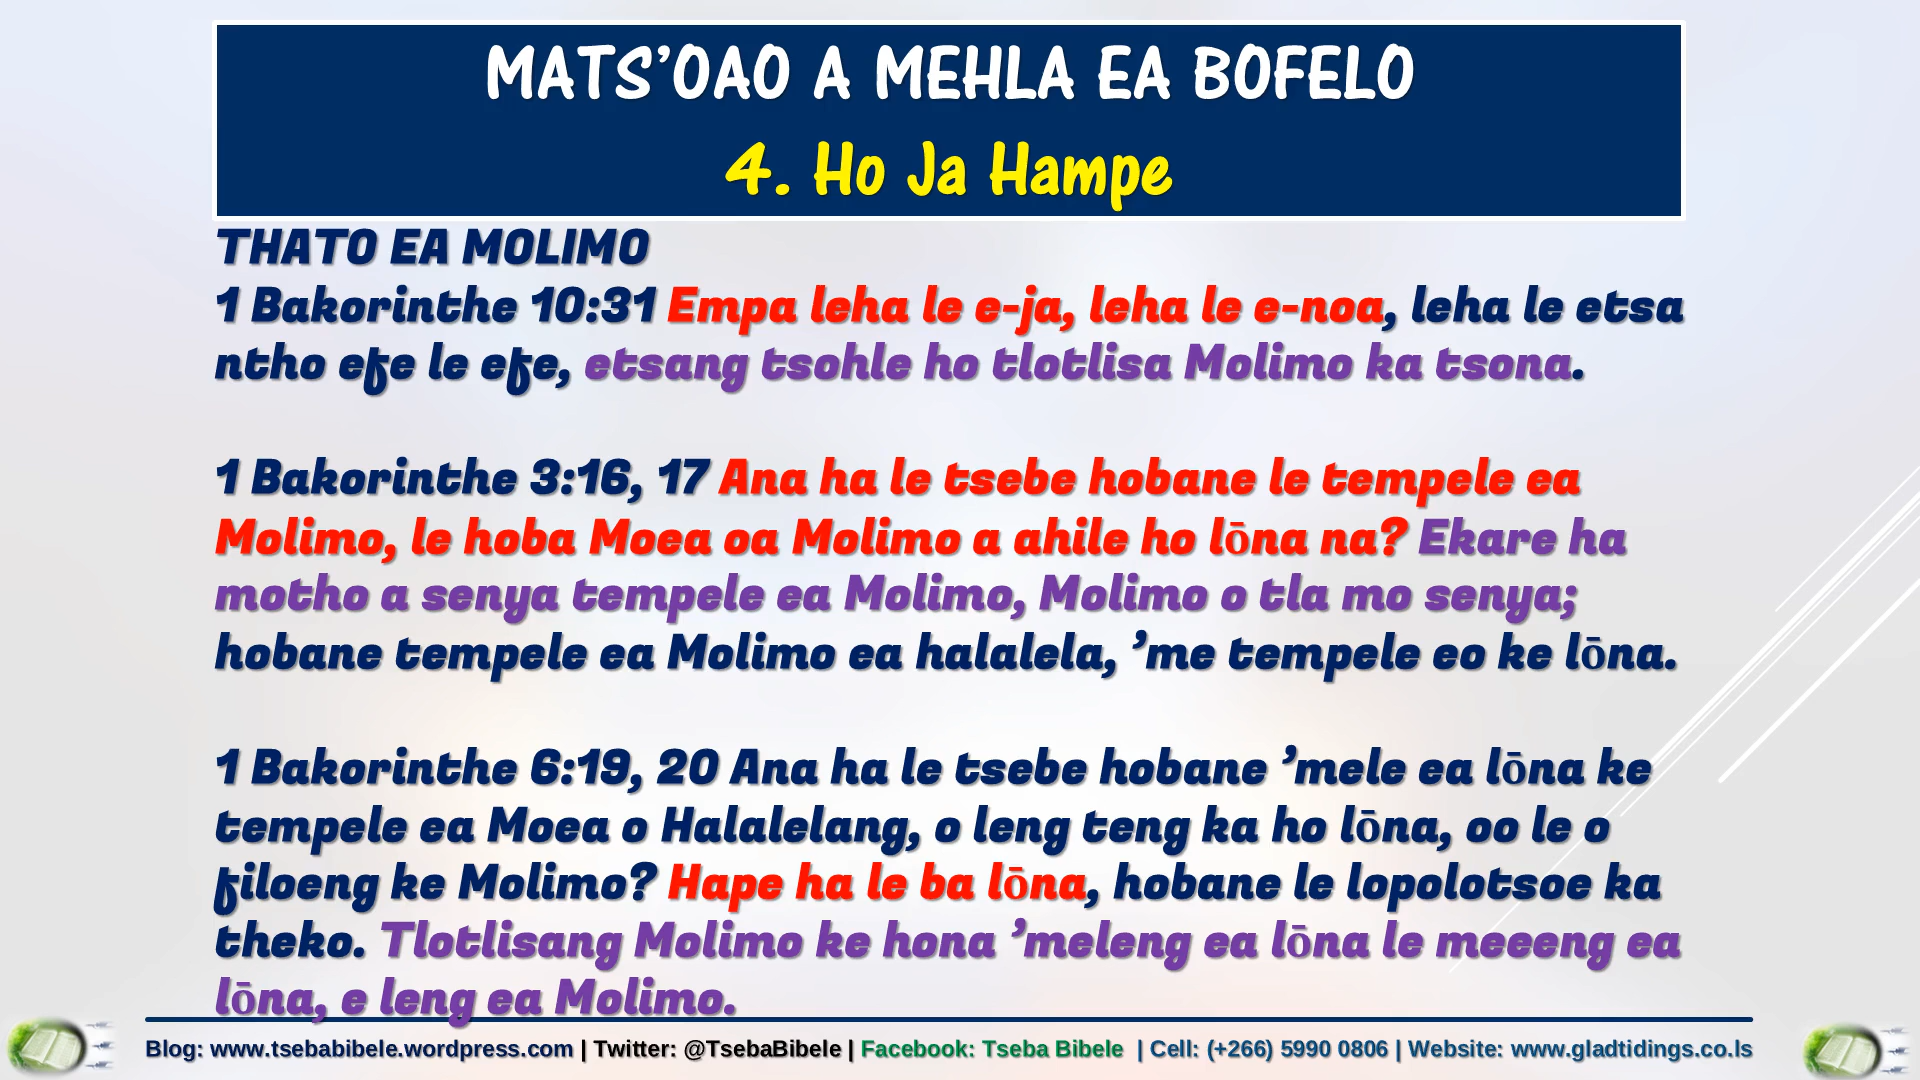 MATS’OAO A MEHLA EA BOFELO
4. Ho Ja Hampe
THATO EA MOLIMO
1 Bakorinthe 10:31 Empa leha le e-ja, leha le e-noa, leha le etsa
ntho efe le efe, etsang tsohle ho tlotlisa Molimo ka tsona.
1 Bakorinthe 3:16, 17 Ana ha le tsebe hobane le tempele ea
Molimo, le hoba Moea oa Molimo a ahile ho lōna na? Ekare ha
motho a senya tempele ea Molimo, Molimo o tla mo senya;
hobane tempele ea Molimo ea halalela, ’me tempele eo ke lōna.
1 Bakorinthe 6:19, 20 Ana ha le tsebe hobane ’mele ea lōna ke
tempele ea Moea o Halalelang, o leng teng ka ho lōna, oo le o
filoeng ke Molimo? Hape ha le ba lōna, hobane le lopolotsoe ka
theko. Tlotlisang Molimo ke hona ’meleng ea lōna le meeeng ea
lōna, e leng ea Molimo.
Blog: www.tsebabibele.wordpress.com | Twitter: @TsebaBibele | Facebook: Tseba Bibele | Cell: (+266) 5990 0806 | Website: www.gladtidings.co.ls